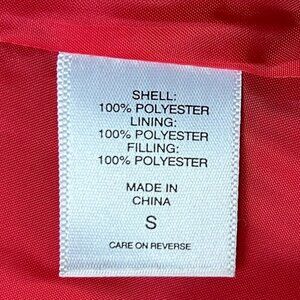 SHELL:
100% POLYESTER
LINING:
100% POLYESTER
FILLING:
100% POLYESTER
MADE IN
CHINA
S
CARE ON REVERSE